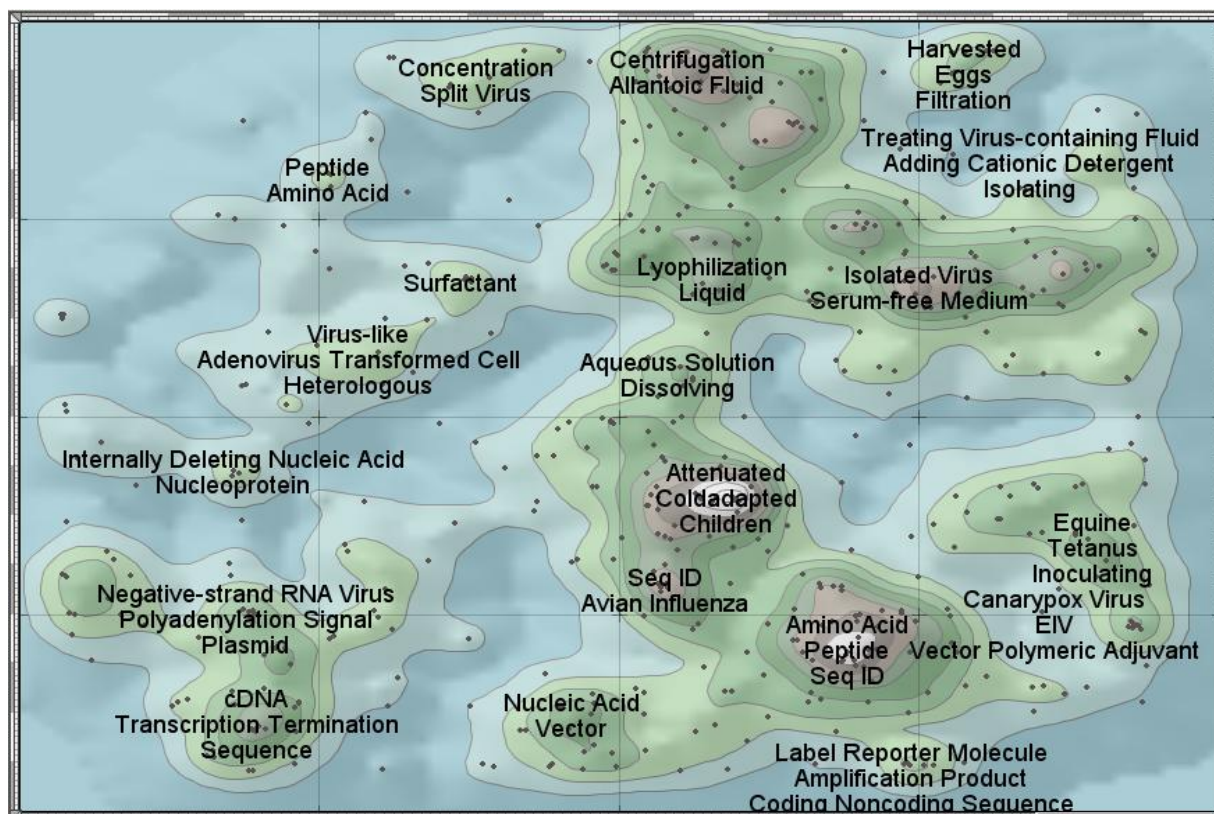 Concentration
Split Virus
Centrifugation
Allantoic Fluid
Harvested
Eggs
Filtration
Treating Virus-containing Fluid
Adding Cationic Detergent
Isolating
Peptide
Amino Acid
Surfactant
Lyophilization
Liquid
Isolated Virus
Serum-free Medium
Virus-like
Adenovirus Transformed Cell
Heterologous
Aqueous Solution
Dissolving
Internally Deleting Nucleic Acid
Nucleoprotein
Attenuated
Coldadapted
Children
Equine
Tetanus
Inoculating
Canarypox Virus
EIV
Vector Polymeric Adjuvant
Seq ID
Avian Influenza
Negative-strand RNA Virus
Polyadenylation Signal
Plasmid
Amino Acid
Peptide
Seq ID
cDNA
Transcription Termination
Sequence
Nucleic Acid
Vector
Label Reporter Molecule
Amplification Product
Coding Noncoding Sequence